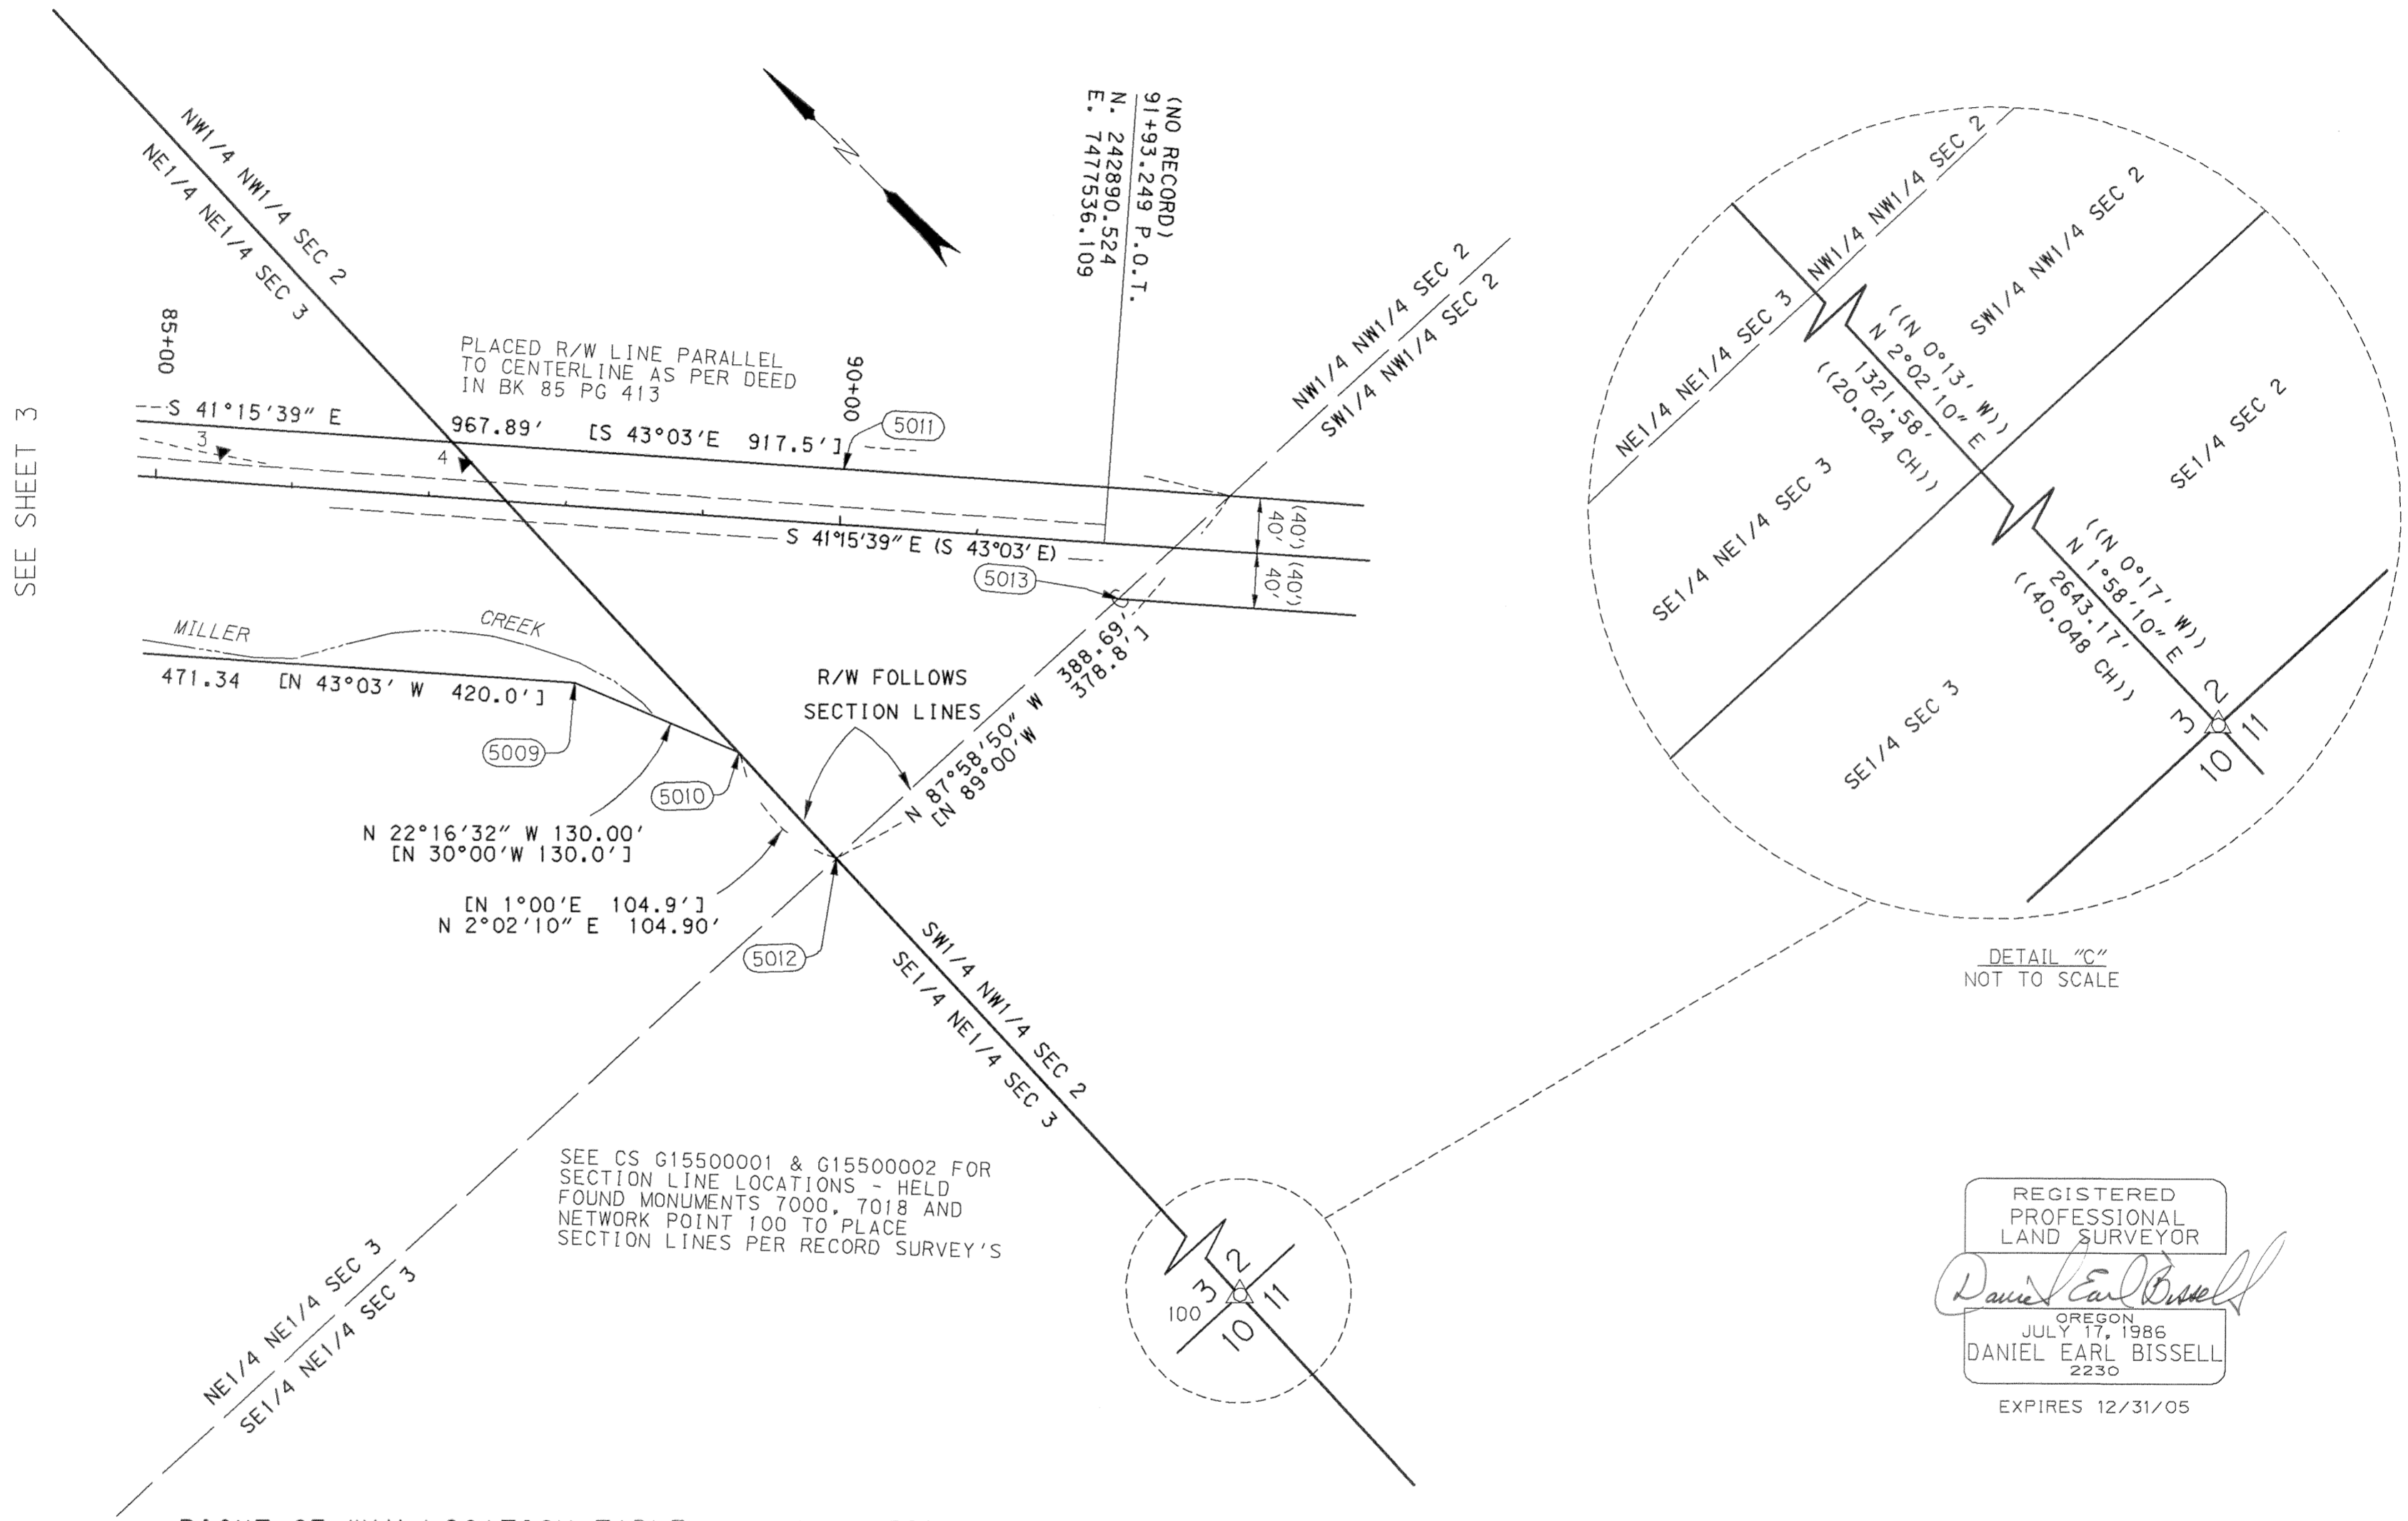 SEE SHEET 3
NW1/4 NW1/4 SEC 2
NE1/4 NE1/4 SEC 3
85+00
PLACED R/W LINE PARALLEL
TO CENTERLINE AS PER DEED
IN BK 85 PG 413
90+00
N
(NO RECORD)
91+93.249 P.O.T.
N. 242890.524
E. 7477536.109
S 41°15'39" E
967.89' [S 43°03'E 917.5']
5011
3
4
S 41°15'39" E (S 43°03' E)
5013
(40')
40'
(40')
40'
NW1/4 NW1/4 SEC 2
SW1/4 NW1/4 SEC 2
MILLER CREEK
471.34 [N 43°03' W 420.0']
5009
5010
R/W FOLLOWS
SECTION LINES
N 87°58'50" W 388.69'
[N 89°00'W 378.8']
N 22°16'32" W 130.00'
[N 30°00'W 130.0']
[N 1°00'E 104.9']
N 2°02'10" E 104.90'
5012
SW1/4 NW1/4 SEC 2
SE1/4 NE1/4 SEC 3
SEE CS G15500001 & G15500002 FOR
SECTION LINE LOCATIONS - HELD
FOUND MONUMENTS 7000, 7018 AND
NETWORK POINT 100 TO PLACE
SECTION LINES PER RECORD SURVEY'S
NE1/4 NE1/4 SEC 3
SE1/4 NE1/4 SEC 3
2
3
11
10
100
NW1/4 NW1/4 SEC 2
NE1/4 NE1/4 SEC 3
SW1/4 NW1/4 SEC 2
((N 0°13' W))
N 2°02'10" E
1321.58'
((20.024 CH))
SE1/4 NE1/4 SEC 3
SE1/4 SEC 2
((N 0°17' W))
N 1°58'10" E
2643.17'
((40.048 CH))
SE1/4 SEC 3
2
3
11
10
DETAIL "C"
NOT TO SCALE
REGISTERED
PROFESSIONAL
LAND SURVEYOR
Daniel Earl Bissell
OREGON
JULY 17, 1986
DANIEL EARL BISSELL
2230
EXPIRES 12/31/05